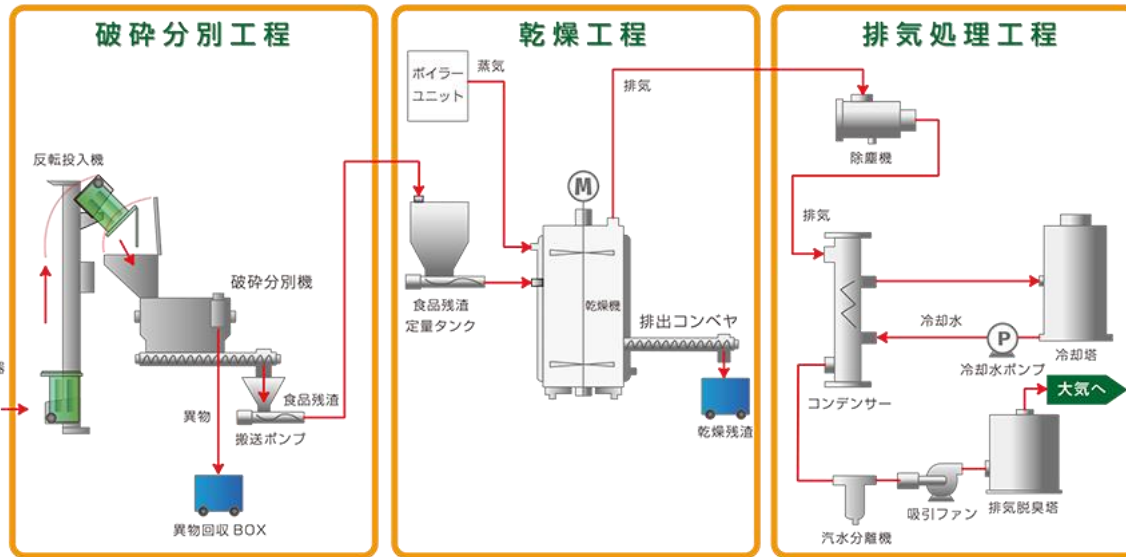 破砕分別工程
反転投入機
破砕分別機
器
異物
食品残渣
搬送ポンプ
異物回収BOX
乾燥工程
ボイラー
ユニット
蒸気
排気
M
食品残渣
定量タンク
乾燥機
排出コンベヤ
乾燥残渣
排気処理工程
除塵機
排気
冷却水
P
冷却水ポンプ
冷却塔
コンデンサー
大気へ
汽水分離機
吸引ファン
排気脱臭塔